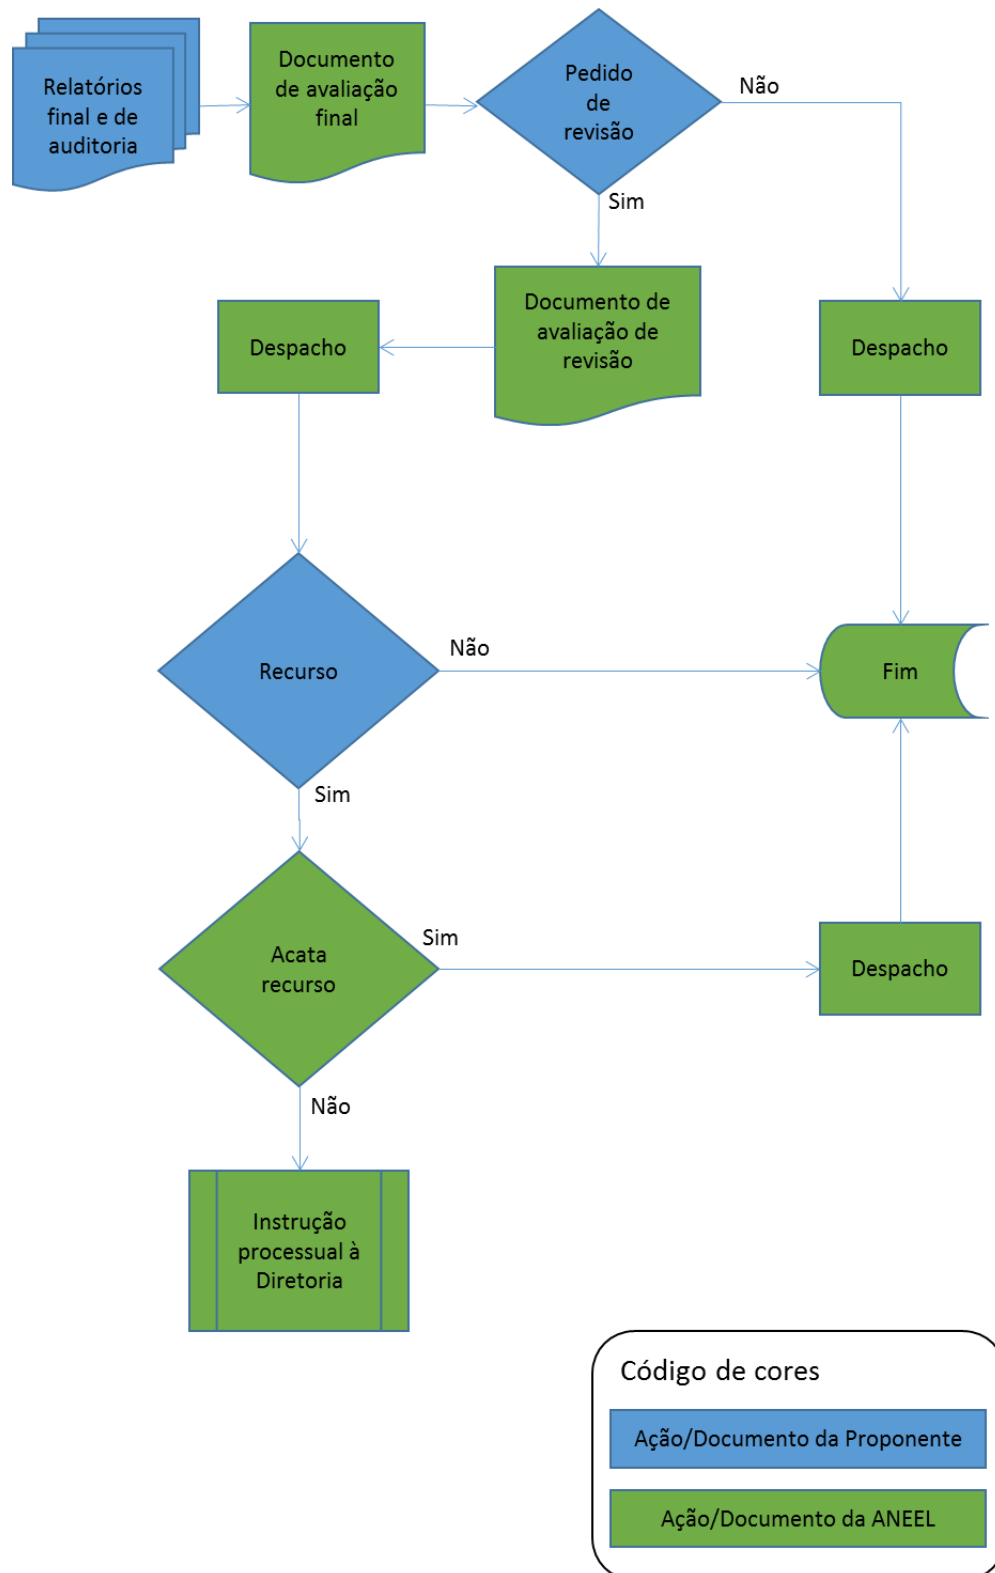 Relatórios
final e de
auditoria
Documento
de avaliação
final
Pedido
de
revisão
Não
Sim
Documento de
avaliação de
revisão
Despacho
Despacho
Recurso
Não
Fim
Sim
Acata
recurso
Sim
Despacho
Não
Instrução
processual à
Diretoria
Código de cores
Ação/Documento da Proponente
Ação/Documento da ANEEL